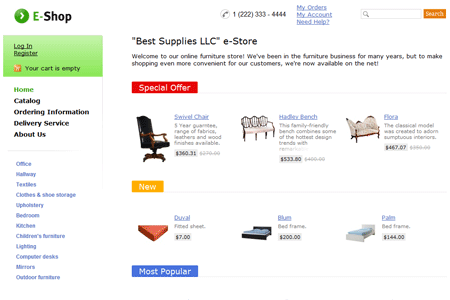 E-Shop
1 (222) 333 - 4444
My Orders
My Account
Need Help?
Search
Log In
Register
Your cart is empty
Home
Catalog
Ordering Information
Delivery Service
About Us
Office
Hallway
Textiles
Clothes & shoe storage
Upholstery
Bedroom
Kitchen
Children's furniture
Lighting
Computer desks
Mirrors
Outdoor furniture
"Best Supplies LLC" e-Store
Welcome to our online furniture store! We've been in the furniture business for many years, but to make
shopping even more convenient for our customers, we're now available on the net!
Special Offer
Swivel Chair
5 Year guarntee,
range of fabrics,
leathers and wood
finishes available.
$360.31 $370.00
Hadley Bench
This family-friendly
bench combines some
of the hottest design
trends with
$533.80
Flora
The classical model
was created to adorn
sumptuous interiors.
$467.07
New
Duval
Fitted sheet.
$7.00
Blum
Bed frame.
$200.00
Palm
Bed frame.
$144.00
Most Popular